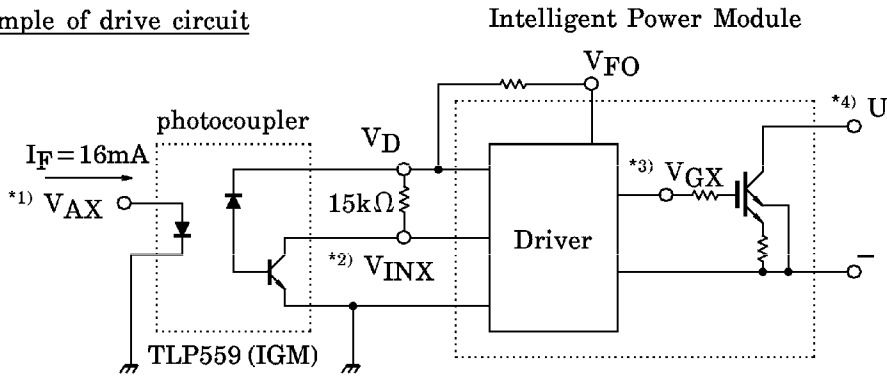 mple of drive circuit
Intelligent Power Module
VFO
photocoupler
VD
*4) U
IF=16mA
*3) VGX
*1) VAX
15kΩ
Driver
*2) VINX
−
TLP559 (IGM)